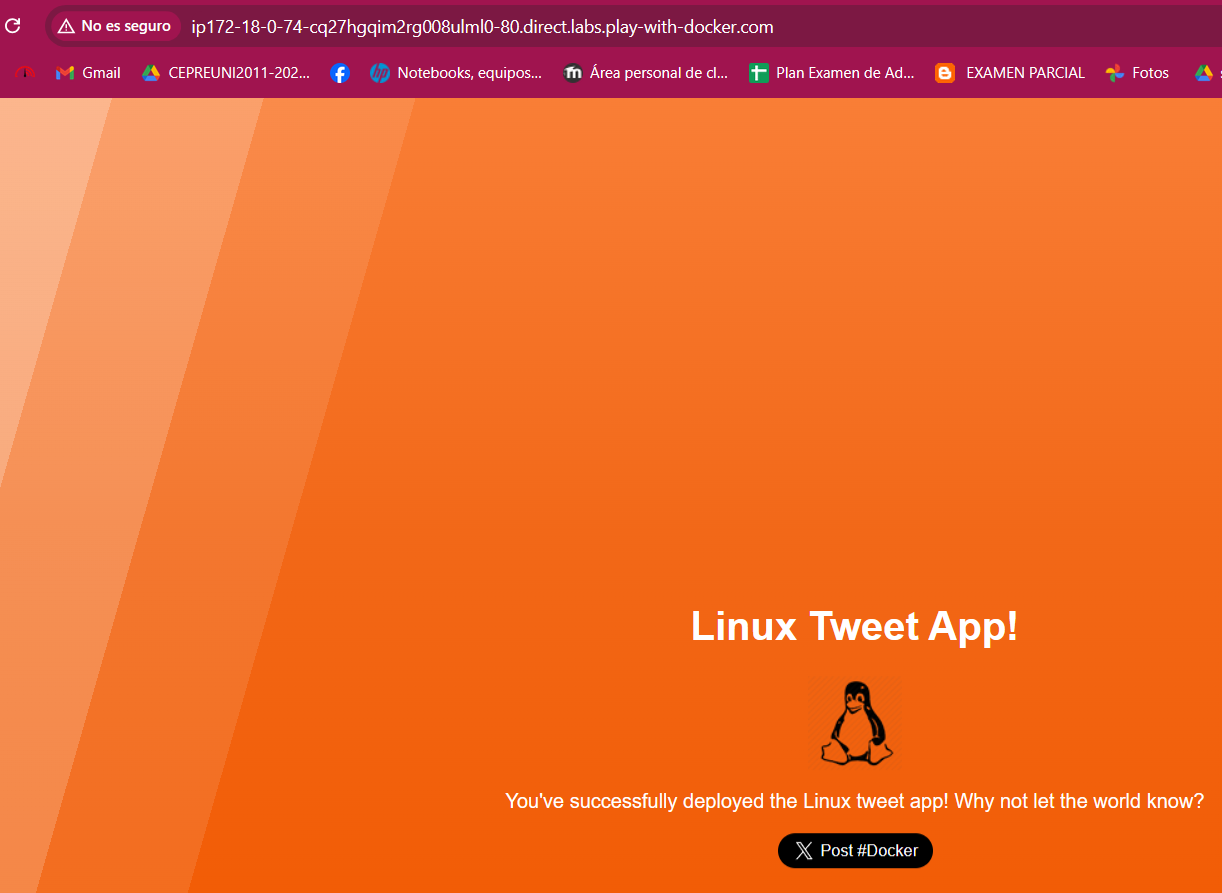 No es seguro ip172-18-0-74-cq27hgqim2rg008ulml0-80.direct.labs.play-with-docker.com
Gmail CEPREUNI2011-202... Notebooks, equipos... Área personal de cl... Plan Examen de Ad... EXAMEN PARCIAL Fotos
Linux Tweet App!
You've successfully deployed the Linux tweet app! Why not let the world know?
Post #Docker